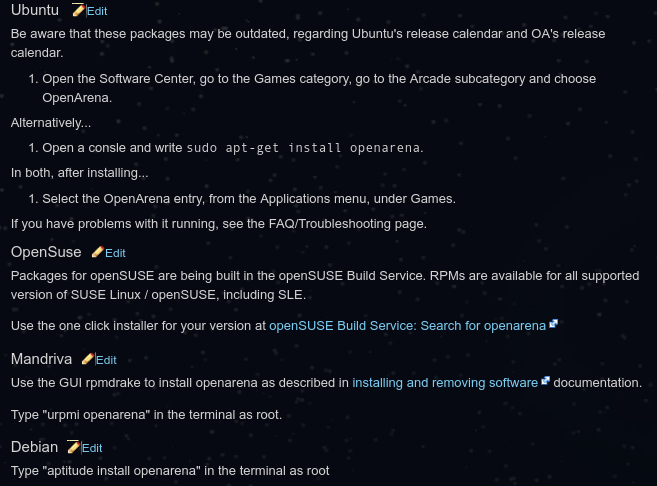 Ubuntu Edit
Be aware that these packages may be outdated, regarding Ubuntu's release calendar and OA's release
calendar.
1. Open the Software Center, go to the Games category, go to the Arcade subcategory and choose
OpenArena.
Alternatively...
1. Open a consle and write sudo apt-get install openarena.
In both, after installing...
1. Select the OpenArena entry, from the Applications menu, under Games.
If you have problems with it running, see the FAQ/Troubleshooting page.
OpenSuse Edit
Packages for openSUSE are being built in the openSUSE Build Service. RPMs are available for all supported
version of SUSE Linux / openSUSE, including SLE.
Use the one click installer for your version at openSUSE Build Service: Search for openarena
Mandriva Edit
Use the GUI rpmdrake to install openarena as described in installing and removing software documentation.
Type "urpmi openarena" in the terminal as root.
Debian Edit
Type "aptitude install openarena" in the terminal as root